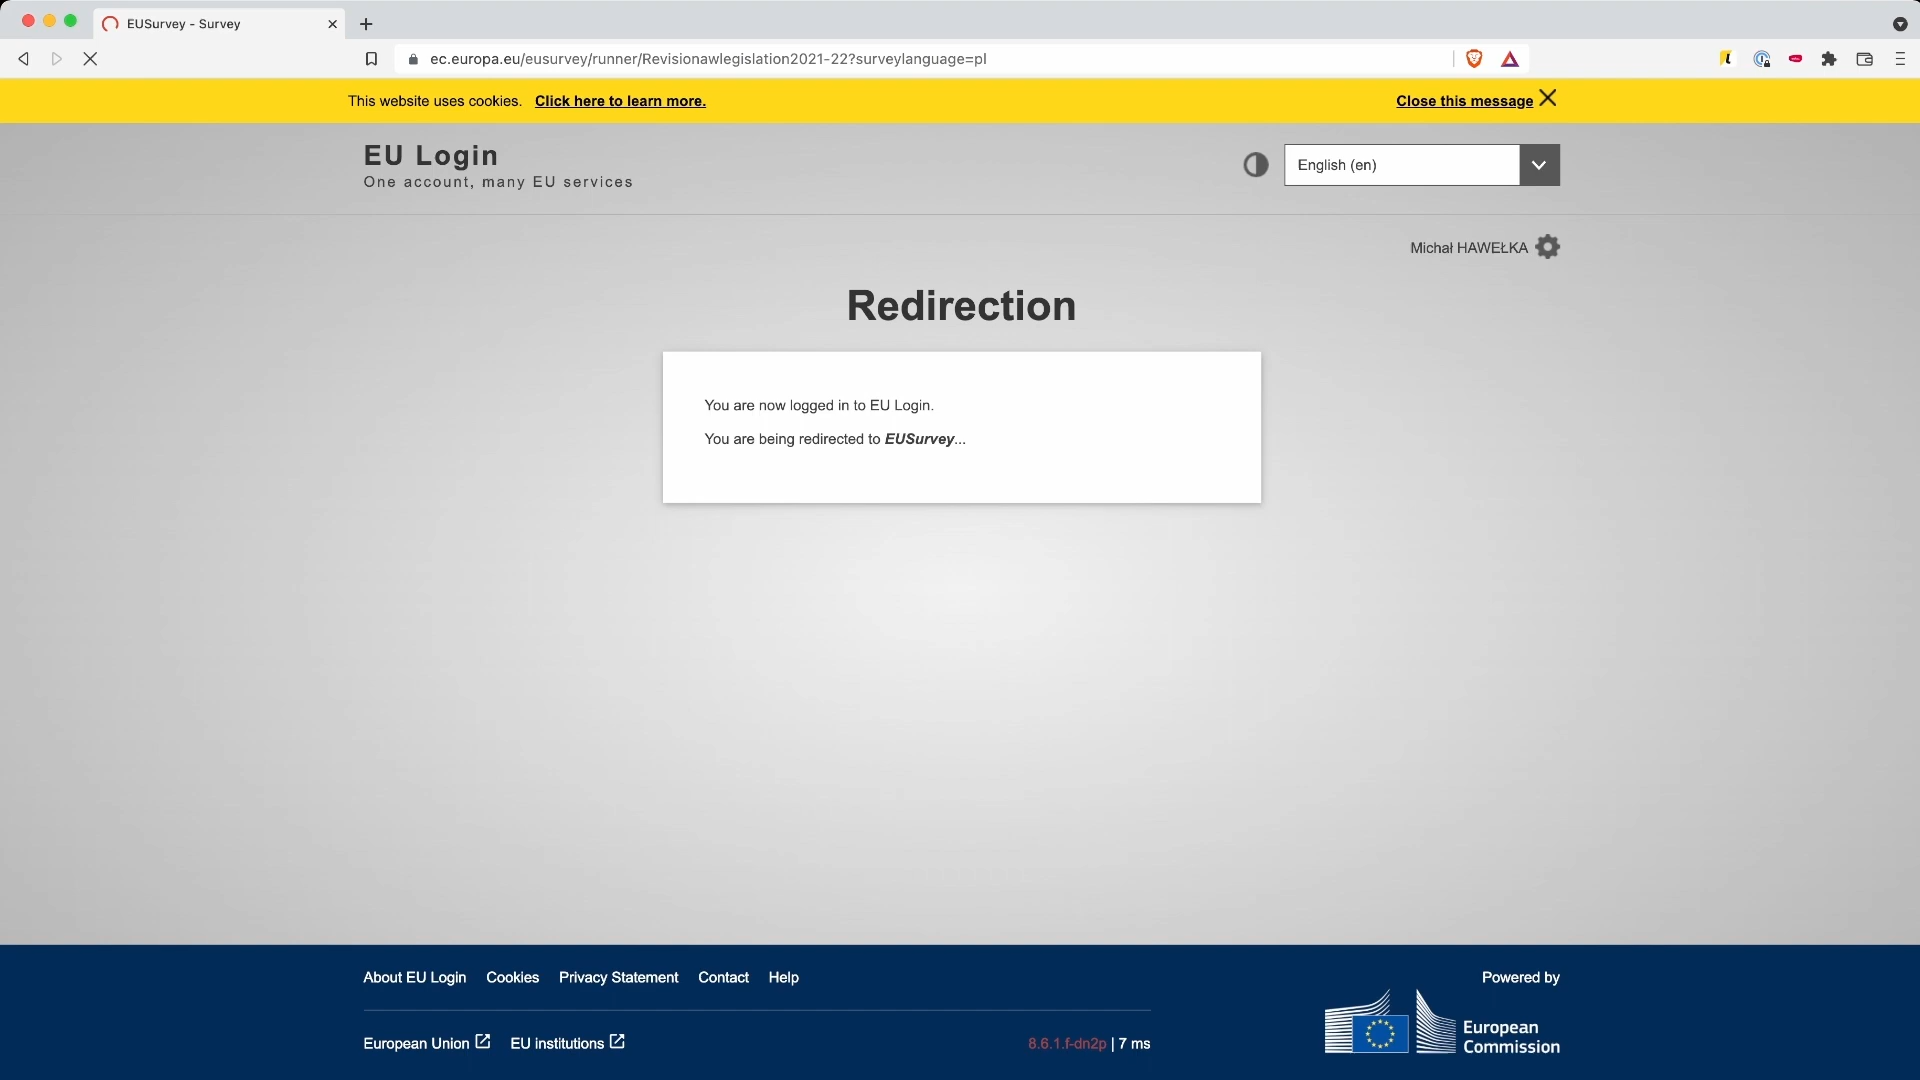 EUSurvey - Survey
ec.europa.eu/eusurvey/runner/Revisionawlegislation2021-22?surveylanguage=pl
This website uses cookies. Click here to learn more.
Close this message
EU Login
One account, many EU services
English (en)
Michał HAWEŁKA
Redirection
You are now logged in to EU Login.
You are being redirected to EUSurvey...
About EU Login Cookies Privacy Statement Contact Help
Powered by
European Union EU institutions
8.6.1.f-dn2p | 7 ms
European
Commission